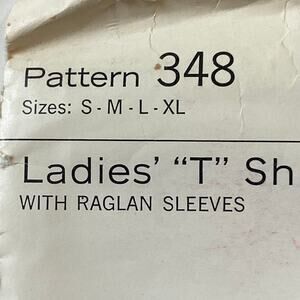 Pattern 348
Sizes: S - M - L - XL
Ladies' “T” Sh
WITH RAGLAN SLEEVES